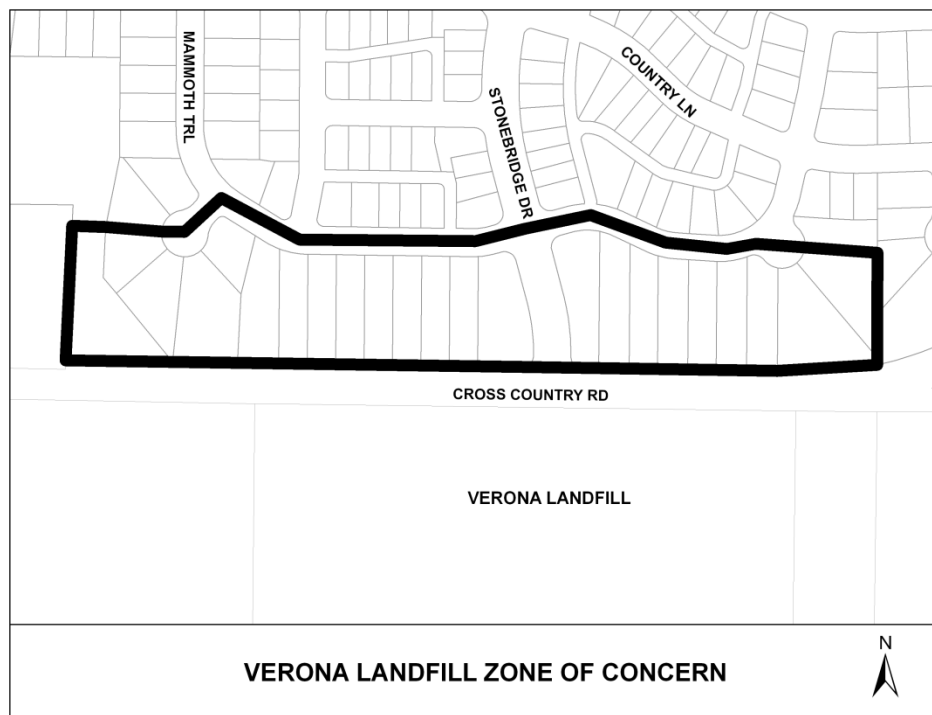 MAMMOTH TRL
COUNTRY LN
STONEBRIDGE DR
CROSS COUNTRY RD
VERONA LANDFILL
VERONA LANDFILL ZONE OF CONCERN
N